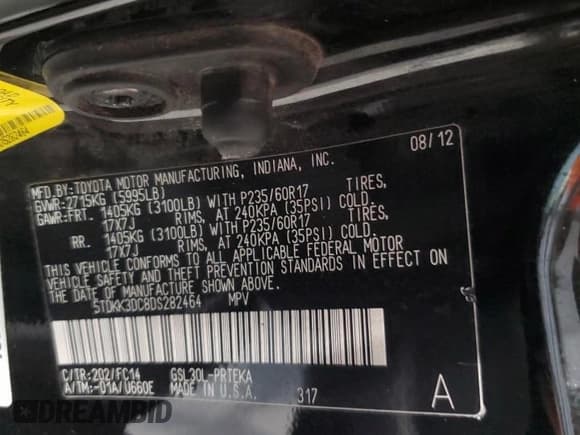 282464
08/12
MFD.BY:TOYOTA MOTOR MANUFACTURING, INDIANA, INC.
GVWR:2715KG (5995LB)
GAWR:FRT. 1405KG (3100LB) WITH P235/60R17 TIRES,
17X7J RIMS, AT 240KPA (35PSI) COLD.
RR. 1405KG (3100LB) WITH P235/60R17 TIRES,
17X7J RIMS, AT 240KPA (35PSI) COLD.
THIS VEHICLE CONFORMS TO ALL APPLICABLE FEDERAL MOTOR
VEHICLE SAFETY AND THEFT PREVENTION STANDARDS IN EFFECT ON
THE DATE OF MANUFACTURE SHOWN ABOVE.
5TDKK3DC8DS282464 MPV
C/TR:202/FC14 GSL30L-PRTEKA
A/TM:-01A/U660E MADE IN U.S.A. 317 A
DREAMBID